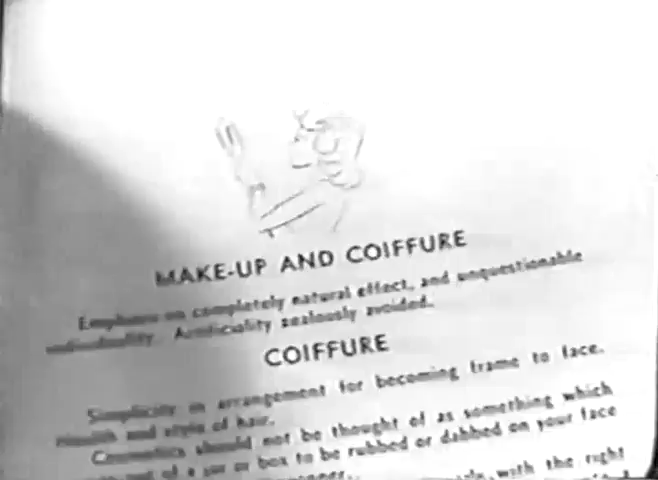 MAKE-UP AND COIFFURE
Emphasis on completely natural effect, and unquestionable
individuality. Artificiality zealously avoided.
COIFFURE
Simplicity in arrangement for becoming frame to face.
Health and style of hair.
Cosmetics should not be thought of as something which
out of a jar or box to be rubbed or dabbed on your face
with the right